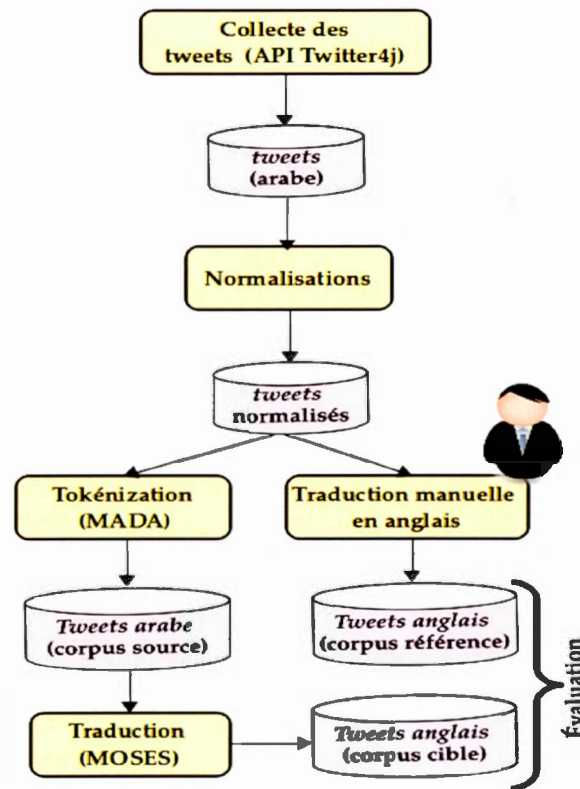 Collecte des
tweets (API Twitter4j)
tweets
(arabe)
Normalisations
tweets
normalisés
Tokénization
(MADA)
Traduction manuelle
en anglais
Tweets arabe
(corpus source)
Tweets anglais
(corpus référence)
Traduction
(MOSES)
Tweets anglais
(corpus cible)
Évaluation